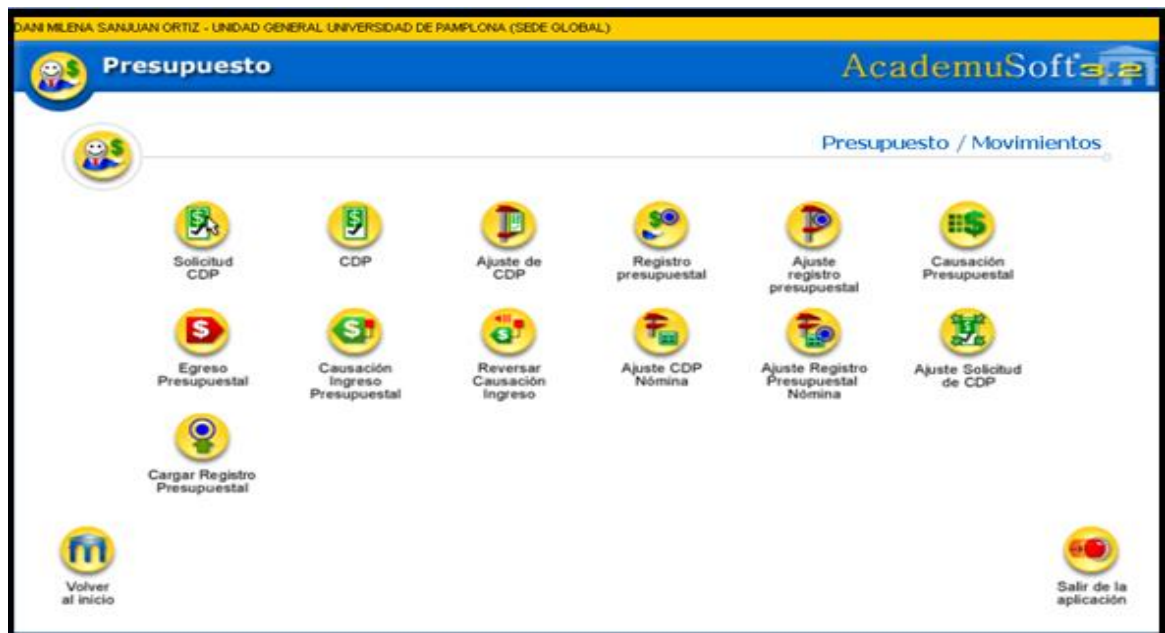 DANI MILENA SANJUAN ORTIZ - UNIDAD GENERAL UNIVERSIDAD DE PAMPLONA (SEDE GLOBAL)
Presupuesto
AcademuSoft 3.2
Presupuesto / Movimientos
Solicitud
CDP
CDP
Ajuste de
CDP
Registro
presupuestal
Ajuste
registro
presupuestal
Causación
Presupuestal
Egreso
Presupuestal
Causación
Ingreso
Presupuestal
Reversar
Causación
Ingreso
Ajuste CDP
Nómina
Ajuste Registro
Presupuestal
Nómina
Ajuste Solicitud
de CDP
Cargar Registro
Presupuestal
Volver
al inicio
Salir de la
aplicación